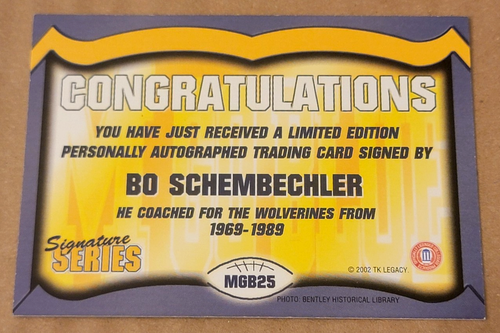 CONGRATULATIONS
YOU HAVE JUST RECEIVED A LIMITED EDITION
PERSONALLY AUTOGRAPHED TRADING CARD SIGNED BY
BO SCHEMBECHLER
HE COACHED FOR THE WOLVERINES FROM
1969-1989
Signature
SERIES
MGB25
© 2002 TK LEGACY.
PHOTO: BENTLEY HISTORICAL LIBRARY